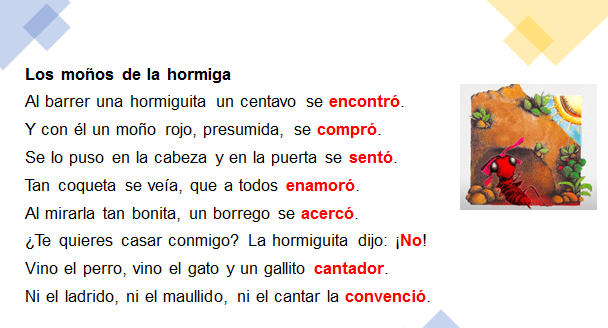 Los moños de la hormiga
Al barrer una hormiguita un centavo se encontró.
Y con él un moño rojo, presumida, se compró.
Se lo puso en la cabeza y en la puerta se sentó.
Tan coqueta se veía, que a todos enamoró.
Al mirarla tan bonita, un borrego se acercó.
¿Te quieres casar conmigo? La hormiguita dijo: ¡No!
Vino el perro, vino el gato y un gallito cantador.
Ni el ladrido, ni el maullido, ni el cantar la convenció.